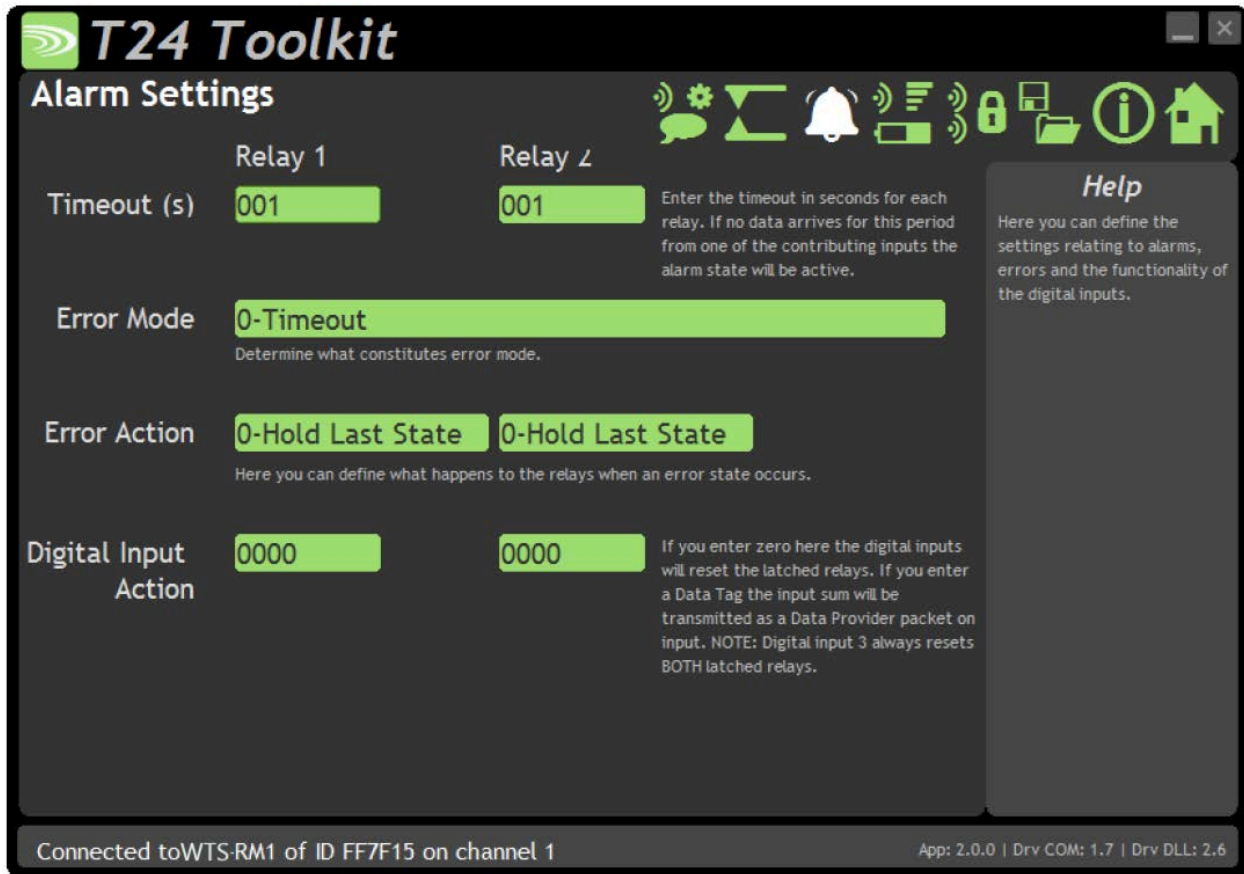 T24 Toolkit
Alarm Settings
Relay 1
Relay 2
Timeout (s)
001
001
Enter the timeout in seconds for each
relay. If no data arrives for this period
from one of the contributing inputs the
alarm state will be active.
Error Mode
0-Timeout
Determine what constitutes error mode.
Error Action
0-Hold Last State
0-Hold Last State
Here you can define what happens to the relays when an error state occurs.
Digital Input
Action
0000
0000
If you enter zero here the digital inputs
will reset the latched relays. If you enter
a Data Tag the input sum will be
transmitted as a Data Provider packet on
input. NOTE: Digital input 3 always resets
BOTH latched relays.
Help
Here you can define the
settings relating to alarms,
errors and the functionality of
the digital inputs.
Connected toWTS-RM1 of ID FF7F15 on channel 1
App: 2.0.0 | Drv COM: 1.7 | Drv DLL: 2.6